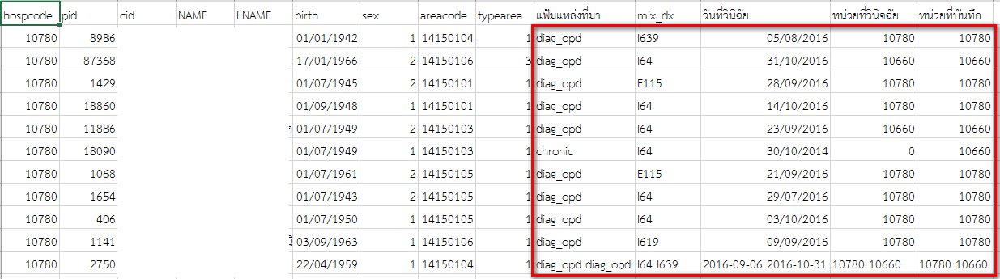 hospcode pid cid NAME LNAME birth sex areacode typearea แฟ้มแหล่งที่มา mix_dx วันที่วินิฉัย หน่วยที่วินิจฉัย หน่วยที่บันทึก
10780 8986 01/01/1942 1 14150104 1 diag_opd I639 05/08/2016 10780 10780
10780 87368 17/01/1966 2 14150106 3 diag_opd I64 31/10/2016 10660 10660
10780 1429 01/07/1945 2 14150101 1 diag_opd E115 28/09/2016 10780 10780
10780 18860 01/09/1948 1 14150101 1 diag_opd I64 14/10/2016 10780 10780
10780 11886 01/07/1949 2 14150103 1 diag_opd I64 23/09/2016 10660 10660
10780 18090 01/07/1949 1 14150103 1 chronic I64 30/10/2014 0 10660
10780 1068 01/07/1961 2 14150105 1 diag_opd E115 21/09/2016 10780 10780
10780 1654 01/07/1943 2 14150105 1 diag_opd I64 29/07/2016 10780 10780
10780 406 01/07/1950 1 14150105 1 diag_opd I64 03/10/2016 10780 10780
10780 1141 03/09/1963 1 14150106 1 diag_opd I619 09/09/2016 10780 10780
10780 2750 22/04/1959 1 14150104 1 diag_opd diag_opd I64 I639 2016-09-06 2016-10-31 10780 10660 10780 10660